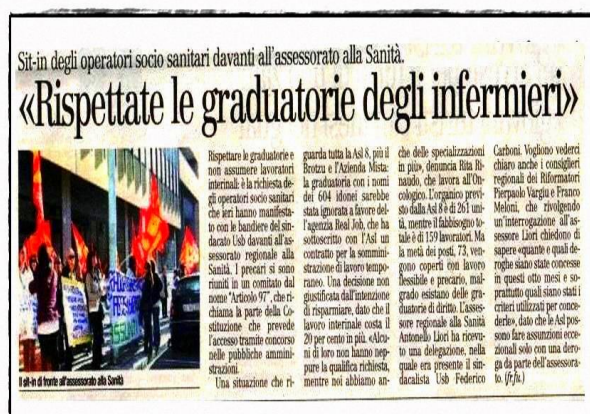 Sit-in degli operatori socio sanitari davanti all'assessorato alla Sanità.
«Rispettate le graduatorie degli infermieri»
Il sit-in di fronte all'assessorato alla Sanità
Rispettare le graduatorie e
non assumere lavoratori
interinali: è la richiesta de-
gli operatori socio sanitari
che ieri hanno manifesta-
to con le bandiere del sin-
dacato Usb davanti all'as-
sessorato regionale alla
Sanità. I precari si sono
riuniti in un comitato dal
nome "Articolo 97", che ri-
chiama la parte della Co-
stituzione che prevede
l'accesso tramite concorso
nelle pubbliche ammini-
strazioni.
Una situazione che ri-
guarda tutta la Asl 8, più il
Brotzu e l'Azienda Mista:
la graduatoria con i nomi
dei 604 idonei sarebbe
stata ignorata a favore del-
l'agenzia Real Job, che ha
sottoscritto con l'Asl un
contratto per la sommini-
strazione di lavoro tempo-
raneo. Una decisione non
giustificata dall'intenzione
di risparmiare, dato che il
lavoro interinale costa il
20 per cento in più. «Alcu-
ni di loro non hanno nep-
pure la qualifica richiesta,
mentre noi abbiamo an-
che delle specializzazioni
in più», denuncia Rita Ri-
naudo, che lavora all'On-
cologico. L'organico previ-
sto dalla Asl 8 è di 261 uni-
tà, mentre il fabbisogno to-
tale è di 159 lavoratori. Ma
la metà dei posti, 73, ven-
gono coperti con lavoro
flessibile e precario, mal-
grado esistano delle gra-
duatorie di diritto. L'asses-
sore regionale alla Sanità
Antonello Liori ha ricevu-
to una delegazione, nella
quale era presente il sin-
dacalista Usb Federico
Carboni. Vogliono vederci
chiaro anche i consiglieri
regionali dei Riformatori
Pierpaolo Vargiu e Franco
Meloni, che rivolgendo
un'interrogazione all'as-
sessore Liori chiedono di
sapere «quante e quali de-
roghe siano state concesse
in questi otto mesi e so-
prattutto quali siano stati i
criteri utilizzati per conce-
derle», dato che le Asl pos-
sono fare assunzioni ecce-
zionali solo con una dero-
ga da parte dell'assessora-
to. (fr.fu.)